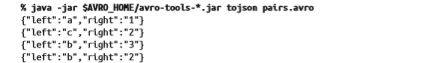 % java -jar $AVRO_HOME/avro-tools-*.jar tojson pairs.avro
{"left":"a","right":"1"}
{"left":"c","right":"2"}
{"left":"b","right":"3"}
{"left":"b","right":"2"}